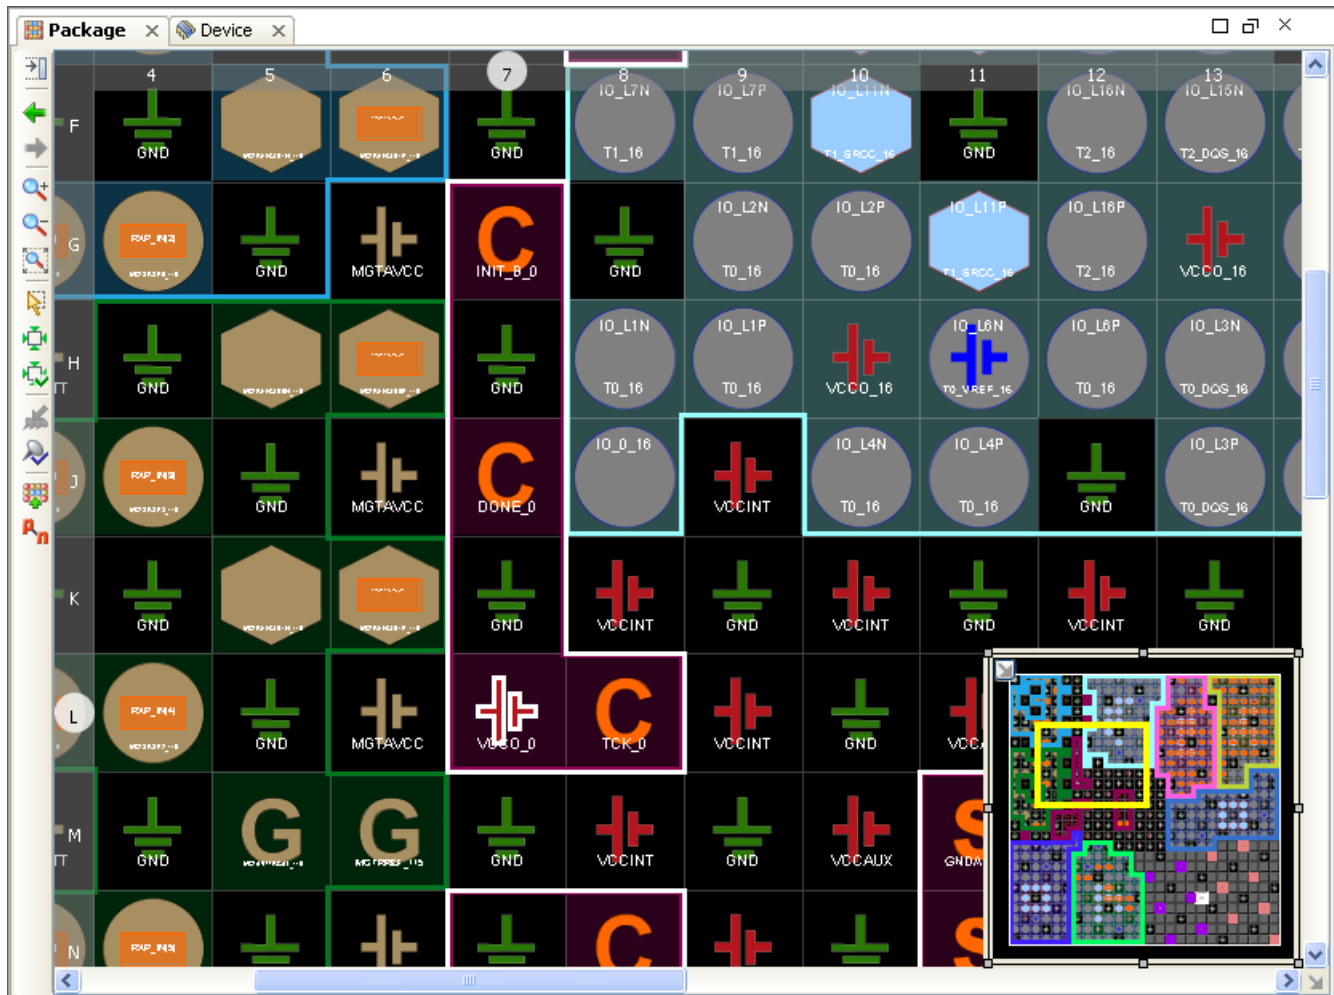 Package
Device
4 5 6 7 8 9 10 11 12 13
F
GND
GND
IO_L7N
T1_16
IO_L7P
T1_16
IO_L11N
T1_SRCC_16
GND
IO_L16N
T2_16
IO_L15N
T2_DQS_16
G
GND
MGTAVCC
INIT_B_0
GND
IO_L2N
T0_16
IO_L2P
T0_16
IO_L11P
T1_SRCC_16
IO_L16P
T2_16
VCCO_16
H
TT
GND
GND
IO_L1N
T0_16
IO_L1P
T0_16
VCCO_16
IO_L6N
T0_VREF_16
IO_L6P
T0_16
IO_L3N
T0_DQS_16
J
GND
MGTAVCC
DONE_0
IO_0_16
VCCINT
IO_L4N
T0_16
IO_L4P
T0_16
GND
IO_L3P
T0_DQS_16
K
GND
GND
VCCINT
GND
VCCINT
GND
VCCINT
GND
L
GND
MGTAVCC
VCCO_0
C
TCK_0
VCCINT
GND
M
TT
GND
G
G
GND
VCCINT
GND
VCCAUX
S
N
C
S